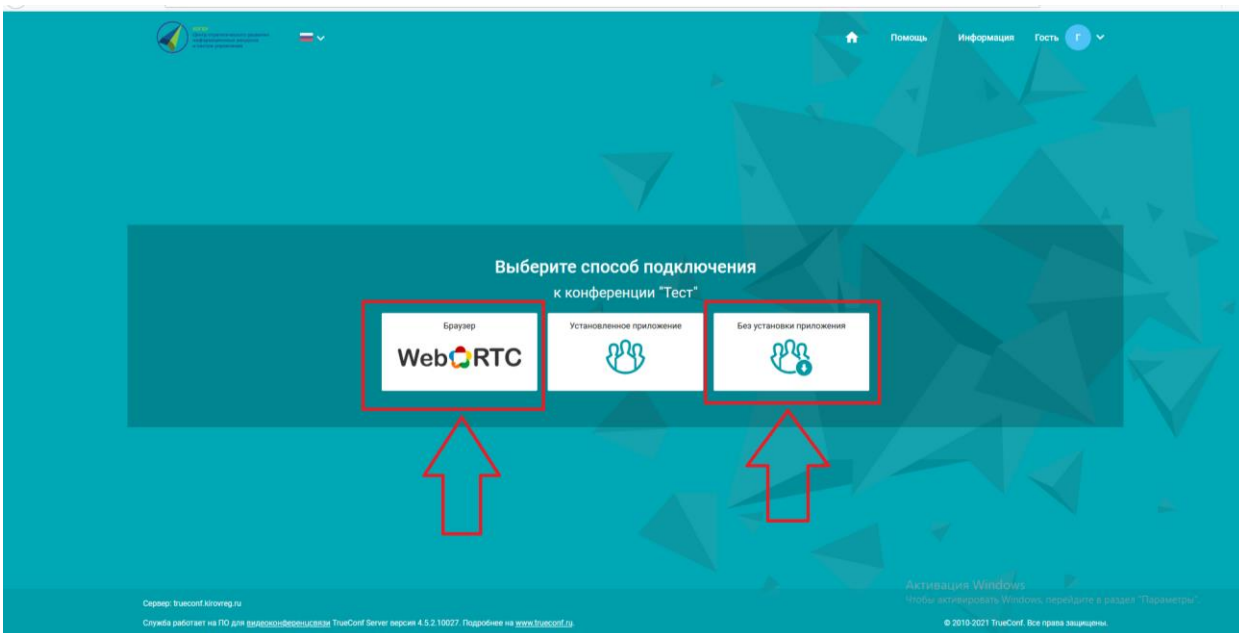 Помощь
Информация
Гость
Г
Выберите способ подключения
к конференции "Тест"
Браузер
WebRTC
Установленное приложение
Без установки приложения
Активация Windows
Чтобы активировать Windows, перейдите в раздел "Параметры".
Сервер: trueconf.kirovreg.ru
Служба работает на ПО для видеоконференцсвязи TrueConf Server версия 4.5.2.10027. Подробнее на www.trueconf.ru.
© 2010-2021 TrueConf. Все права защищены.